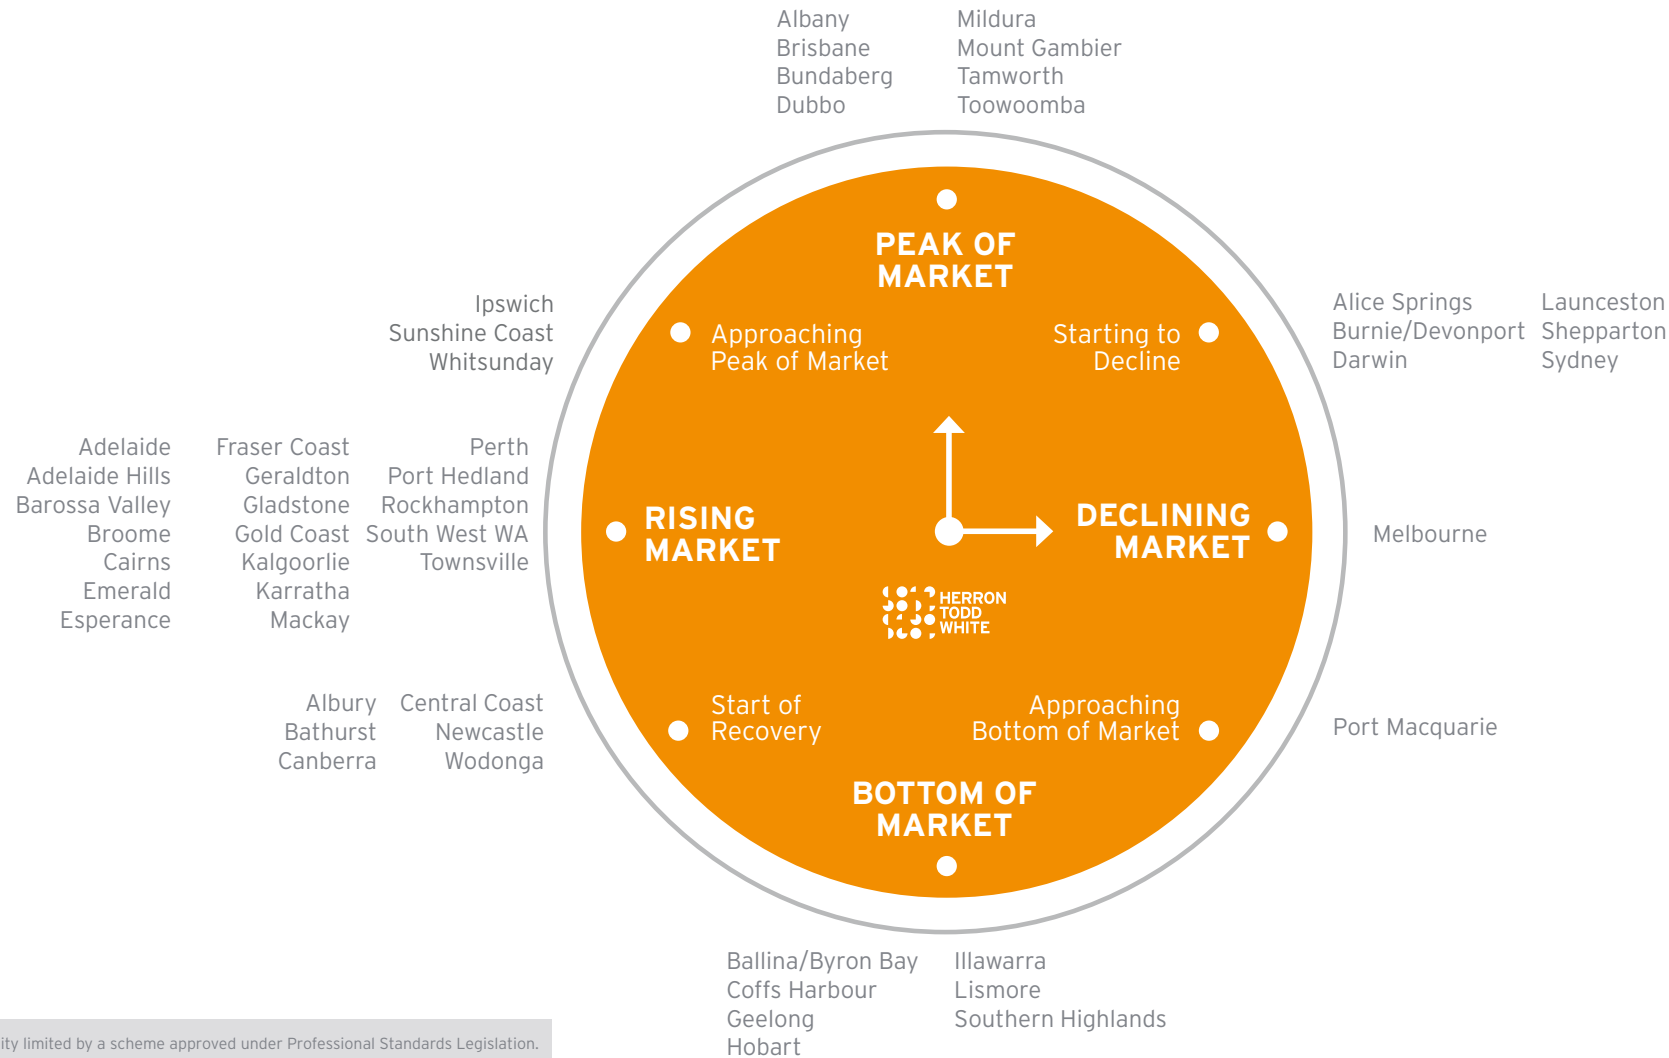 Albany
Brisbane
Bundaberg
Dubbo
Mildura
Mount Gambier
Tamworth
Toowoomba
PEAK OF
MARKET
Ipswich
Sunshine Coast
Whitsunday
Approaching
Peak of Market
Starting to
Decline
Alice Springs
Burnie/Devonport
Darwin
Launceston
Shepparton
Sydney
Adelaide
Adelaide Hills
Barossa Valley
Broome
Cairns
Emerald
Esperance
Fraser Coast
Geraldton
Gladstone
Gold Coast
Kalgoorlie
Karratha
Mackay
Perth
Port Hedland
Rockhampton
South West WA
Townsville
RISING
MARKET
DECLINING
MARKET
Melbourne
HERRON
TODD
WHITE
Albury
Bathurst
Canberra
Central Coast
Newcastle
Wodonga
Start of
Recovery
Approaching
Bottom of Market
Port Macquarie
BOTTOM OF
MARKET
Ballina/Byron Bay
Coffs Harbour
Geelong
Hobart
Illawarra
Lismore
Southern Highlands
ity limited by a scheme approved under Professional Standards Legislation.